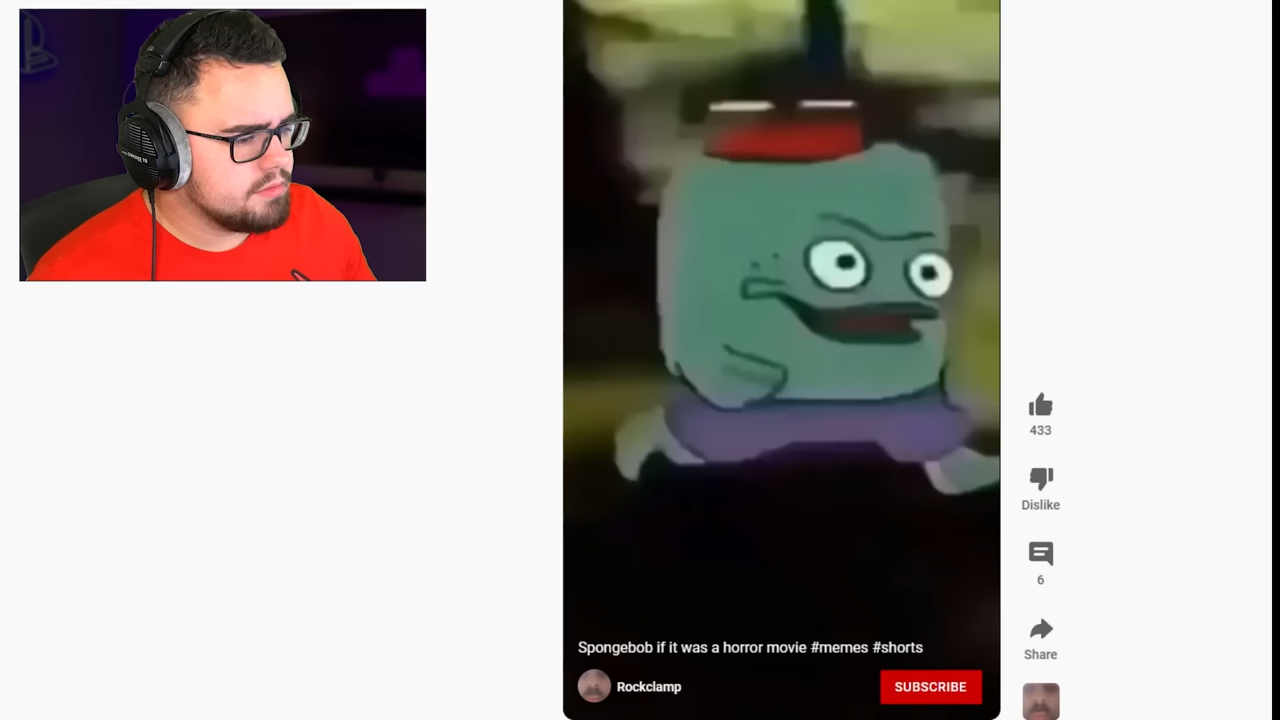 433
Dislike
6
Share
Spongebob if it was a horror movie #memes #shorts
Rockclamp
SUBSCRIBE